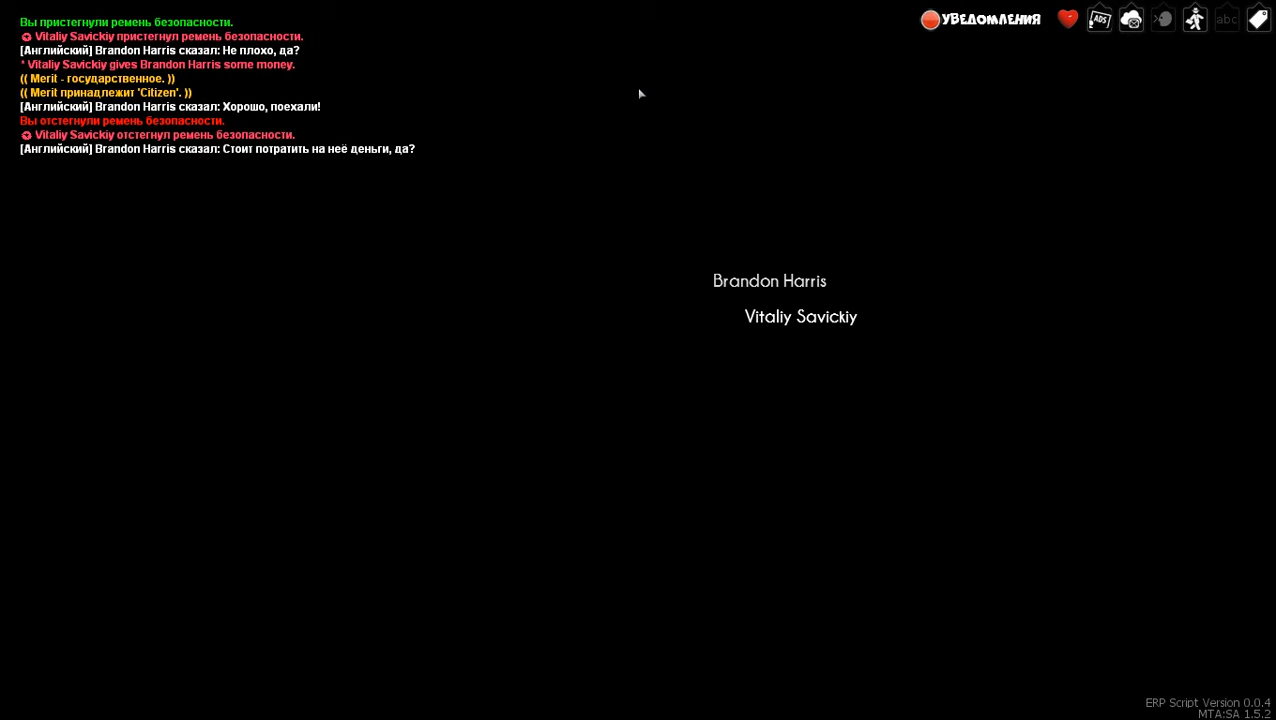 Вы пристегнули ремень безопасности.
Vitaliy Savickiy пристегнул ремень безопасности.
[Английский] Brandon Harris сказал: Не плохо, да?
* Vitaliy Savickiy gives Brandon Harris some money.
(( Merit - государственное. ))
(( Merit принадлежит 'Citizen'. ))
[Английский] Brandon Harris сказал: Хорошо, поехали!
Вы отстегнули ремень безопасности.
Vitaliy Savickiy отстегнул ремень безопасности.
[Английский] Brandon Harris сказал: Стоит потратить на неё деньги, да?
УВЕДОМЛЕНИЯ
ADS
abc
Brandon Harris
Vitaliy Savickiy
ERP Script Version 0.0.4
MTA:SA 1.5.2